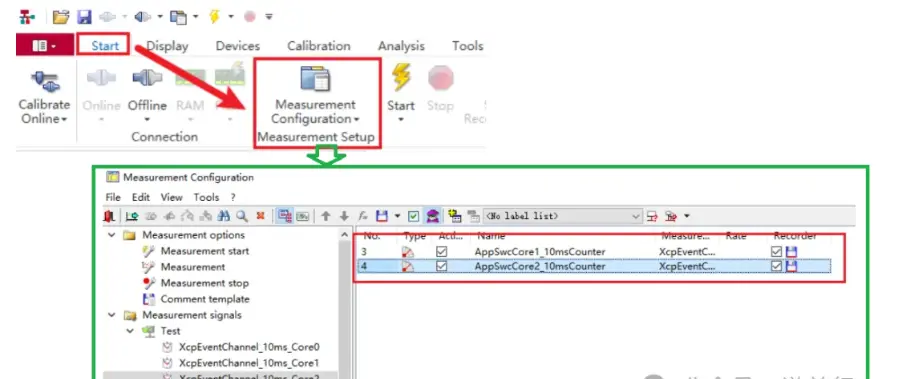 Start Display Devices Calibration Analysis Tools
Calibrate Online Offline RAM Measurement Start Stop
Online Configuration Reco
Connection Measurement Setup
Measurement Configuration
File Edit View Tools ?
<No label list>
Measurement options
Measurement start
Measurement
Measurement stop
Comment template
Measurement signals
Test
XcpEventChannel_10ms_Core0
XcpEventChannel_10ms_Core1
No. Type Acti... Name Measure... Rate Recorder
3 AppSwcCore1_10msCounter XcpEventC...
4 AppSwcCore2_10msCounter XcpEventC...